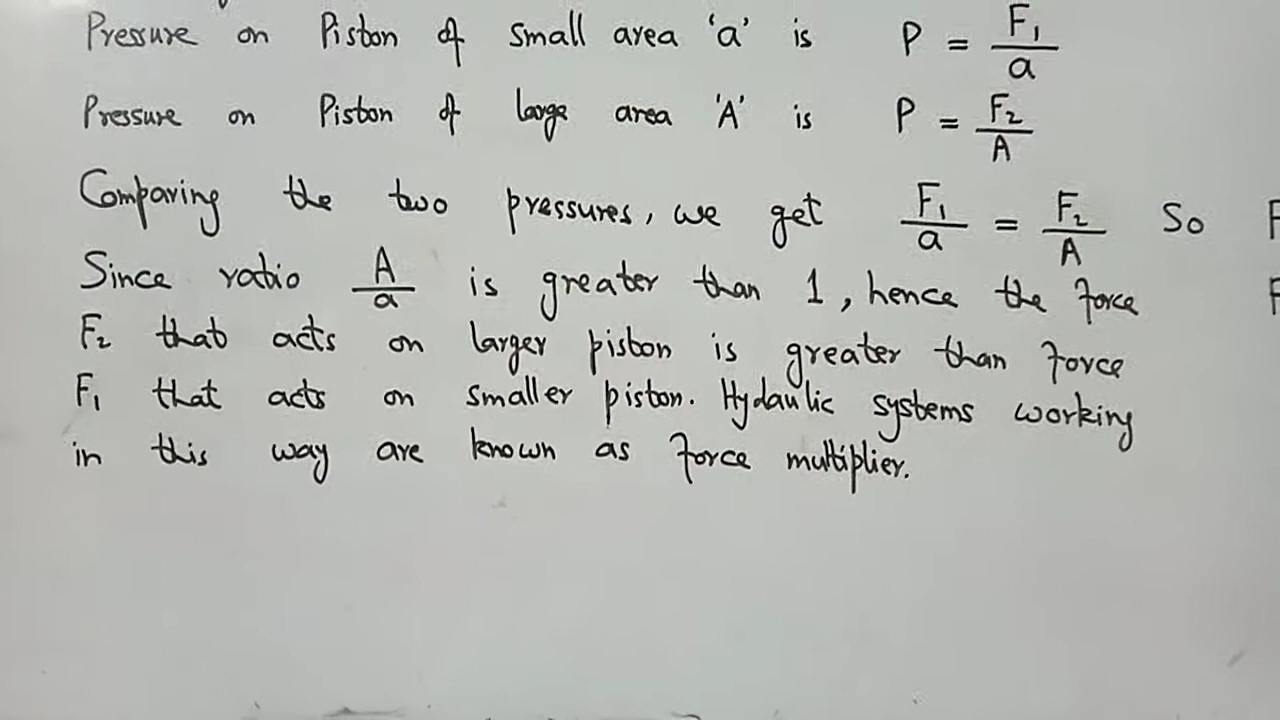 Pressure on Piston of small area 'a' is P = F₁/a
Pressure on Piston of large area 'A' is P = F₂/A
Comparing the two pressures, we get F₁/a = F₂/A So F
Since ratio A/a is greater than 1, hence the force F
F₂ that acts on larger piston is greater than force
F₁ that acts on smaller piston. Hydaulic systems working
in this way are known as force multiplier.